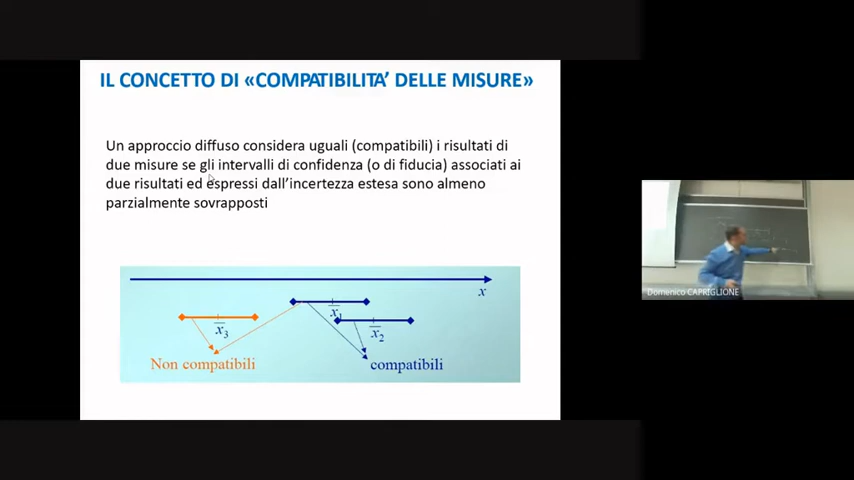 IL CONCETTO DI «COMPATIBILITA’ DELLE MISURE»
Un approccio diffuso considera uguali (compatibili) i risultati di
due misure se gli intervalli di confidenza (o di fiducia) associati ai
due risultati ed espressi dall’incertezza estesa sono almeno
parzialmente sovrapposti
x
x̅₁
x̅₃
x̅₂
Non compatibili
compatibili
Domenico CAPRIGLIONE